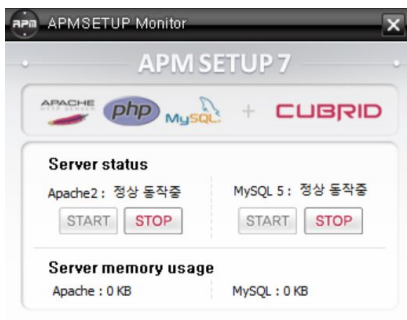 APM APMSETUP Monitor X
APM SETUP 7
APACHE php MySQL + CUBRID
Server status
Apache2 : 정상 동작중 MySQL 5 : 정상 동작중
START STOP START STOP
Server memory usage
Apache : 0 KB MySQL : 0 KB